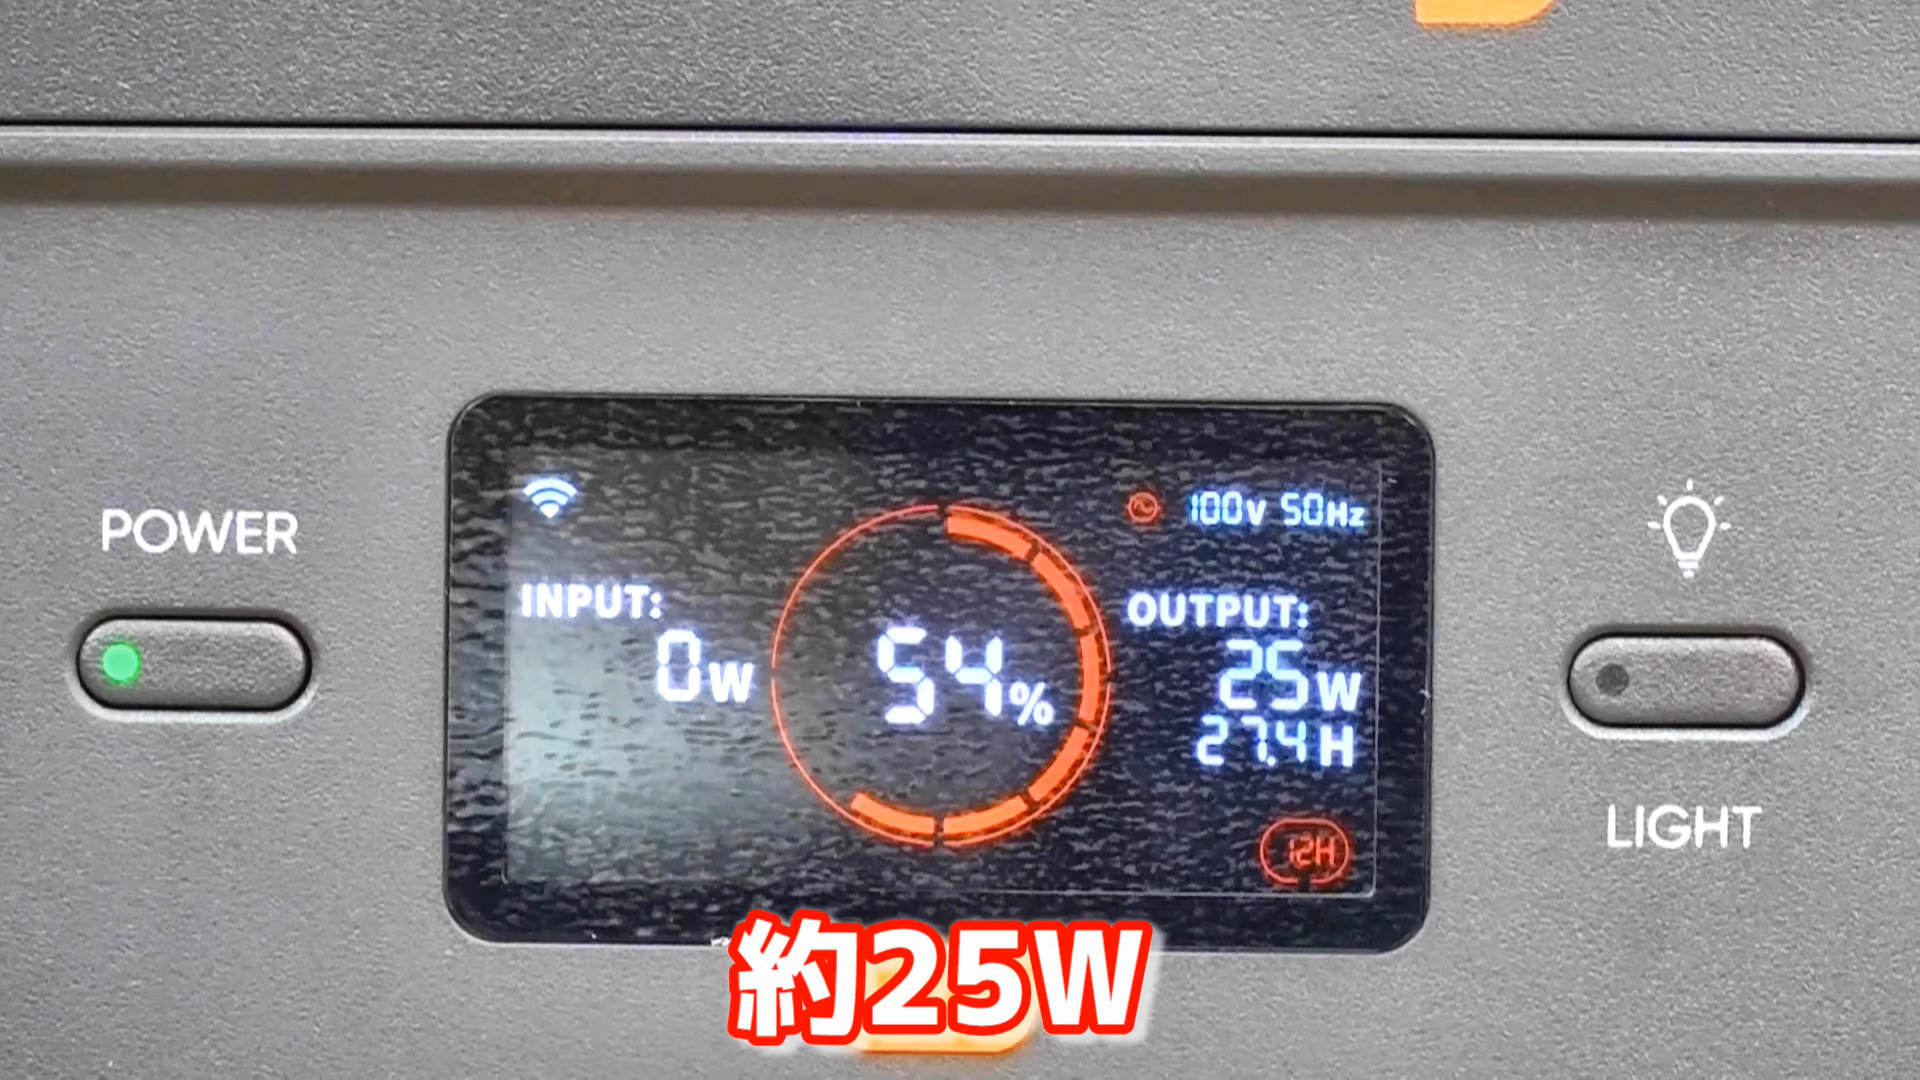 POWER
100V 50Hz
INPUT:
0W
54%
OUTPUT:
25W
27.4H
12H
LIGHT
約25W